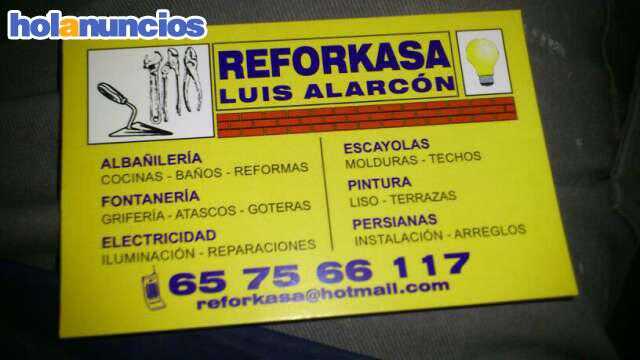 holanuncios
REFORKASA
LUIS ALARCÓN
ALBAÑILERÍA
COCINAS - BAÑOS - REFORMAS
FONTANERÍA
GRIFERÍA - ATASCOS - GOTERAS
ELECTRICIDAD
ILUMINACIÓN - REPARACIONES
ESCAYOLAS
MOLDURAS - TECHOS
PINTURA
LISO - TERRAZAS
PERSIANAS
INSTALACIÓN - ARREGLOS
65 75 66 117
reforkasa@hotmail.com